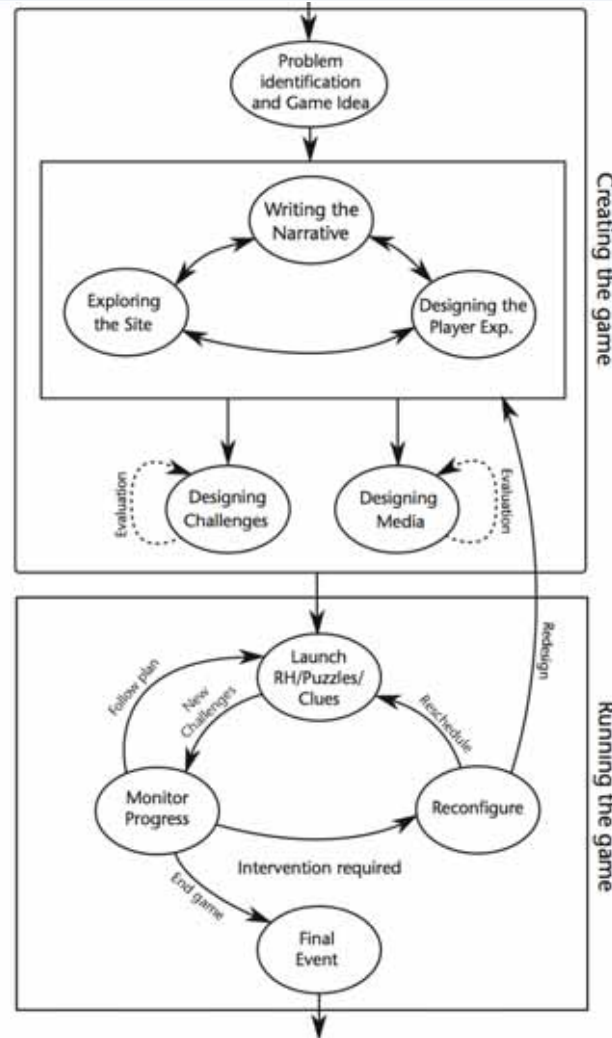 Problem
identification
and Game Idea
Writing the
Narrative
Exploring
the Site
Designing the
Player Exp.
Creating the game
Evaluation
Designing
Challenges
Designing
Media
Evaluation
Launch
RH/Puzzles/
Clues
Follow plan
New
Challenges
Reschedule
Redesign
Monitor
Progress
Reconfigure
Intervention required
End game
Final
Event
Running the game